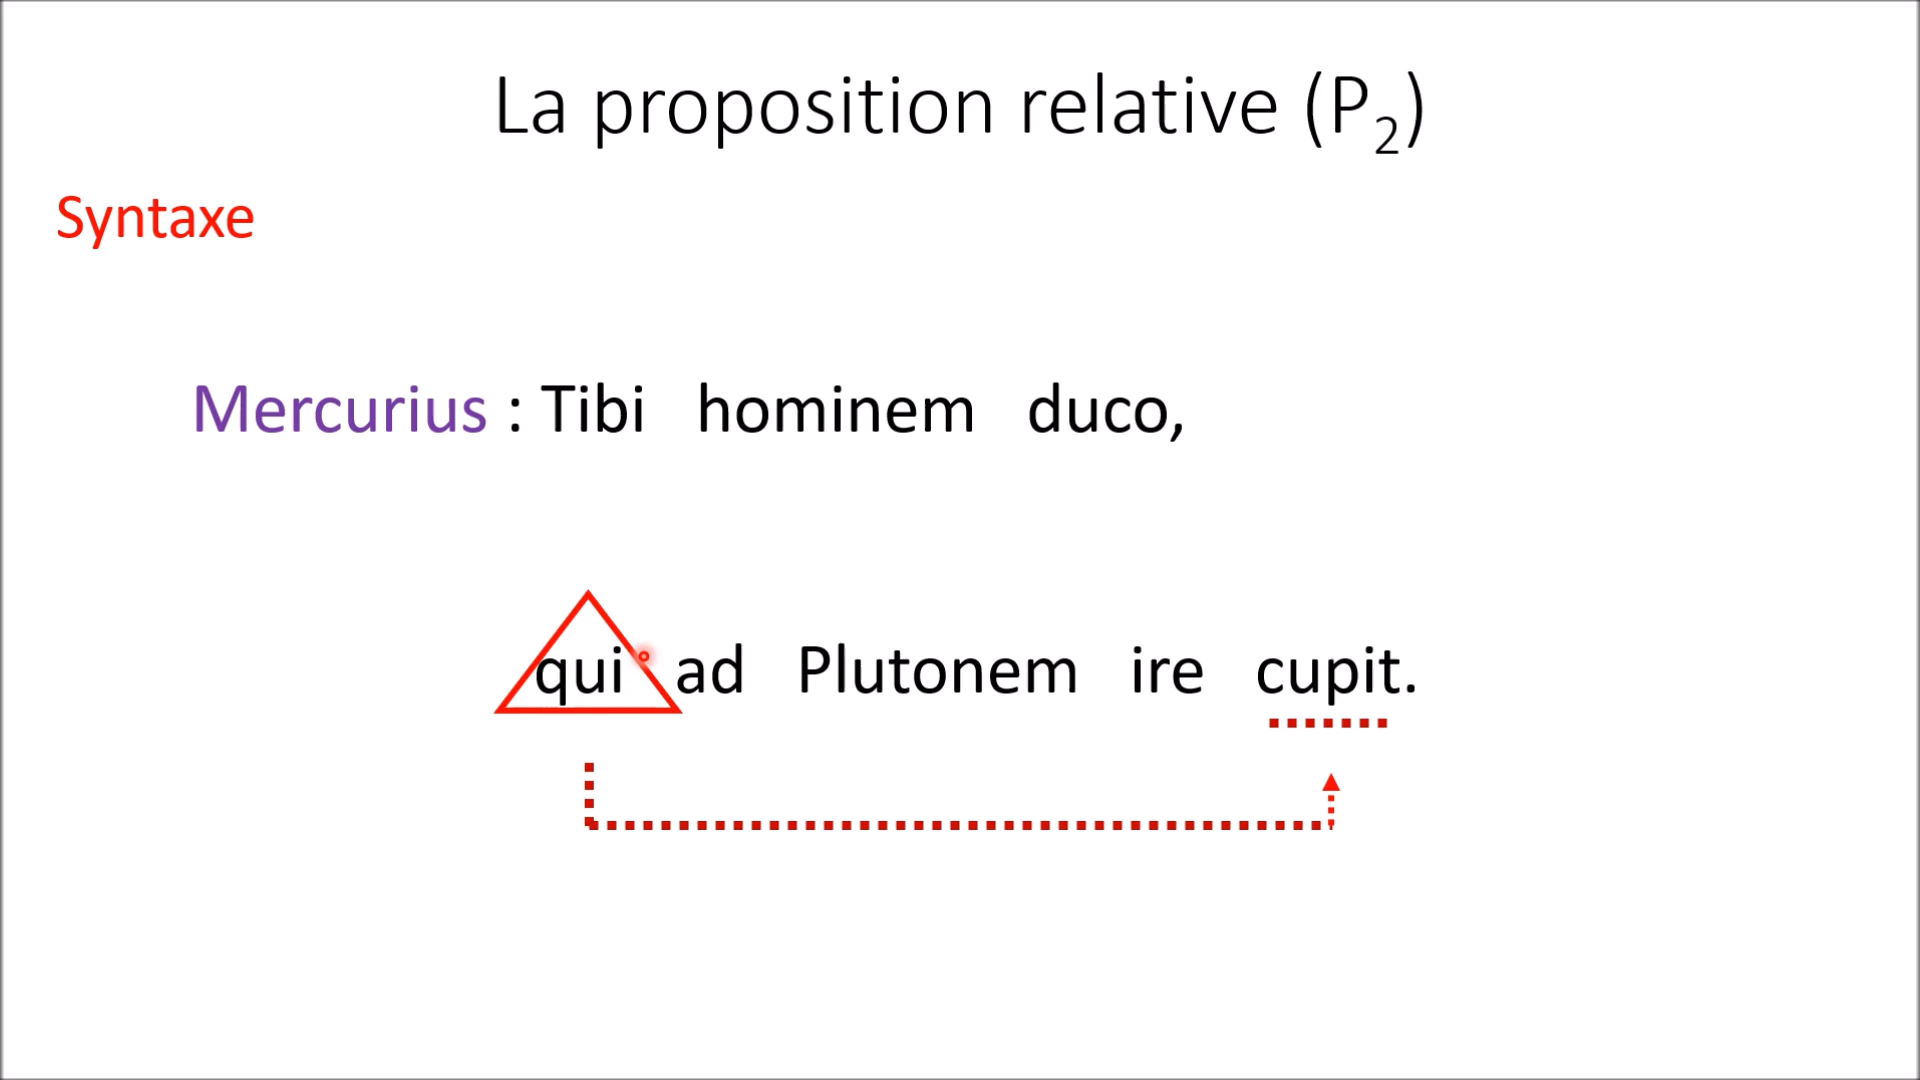 La proposition relative (P₂)
Syntaxe
Mercurius : Tibi hominem duco,
qui ad Plutonem ire cupit.